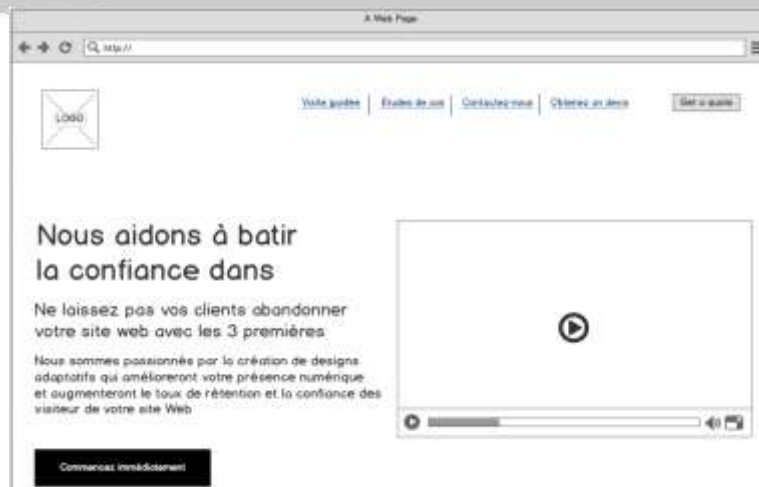 A Web Page
http://
LOGO
Visite guidée
Études de cas
Contactez-nous
Obtenez un devis
Get a quote
Nous aidons à batir
la confiance dans
Ne laissez pas vos clients abandonner
votre site web avec les 3 premières
Nous sommes passionnés par la création de designs
adaptatifs qui amélioreront votre présence numérique
et augmenteront le taux de rétention et la confiance des
visiteur de votre site Web
Commencez immédiatement